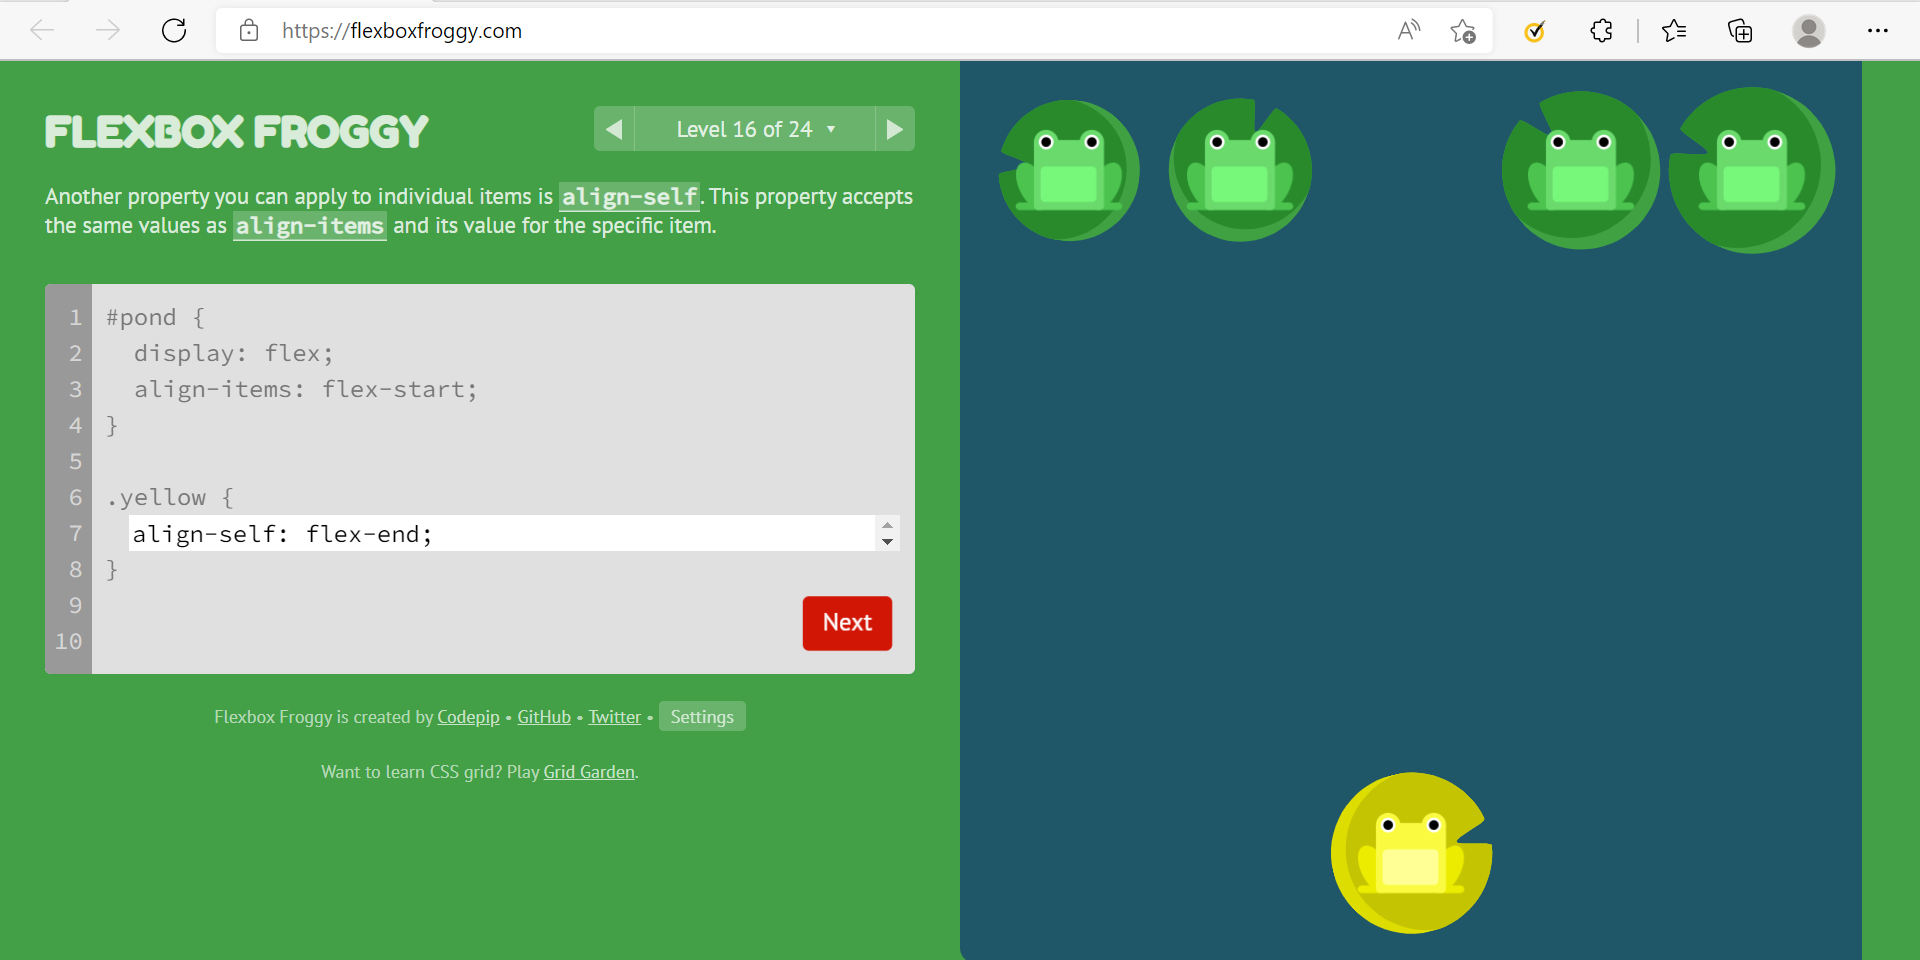 https://flexboxfroggy.com
FLEXBOX FROGGY
Level 16 of 24
Another property you can apply to individual items is align-self. This property accepts
the same values as align-items and its value for the specific item.
1 #pond {
2 display: flex;
3 align-items: flex-start;
4 }
5
6 .yellow {
7 align-self: flex-end;
8 }
9
10
Next
Flexbox Froggy is created by Codepip • GitHub • Twitter • Settings
Want to learn CSS grid? Play Grid Garden.